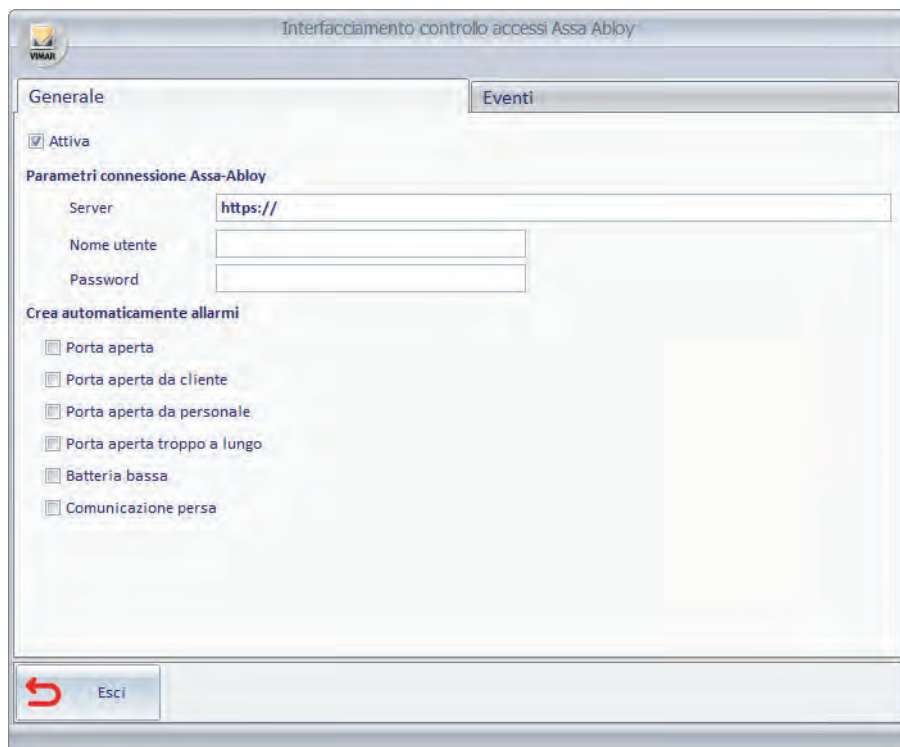 Interfacciamento controllo accessi Assa Abloy
VIMAR
Generale
Eventi
Attiva
Parametri connessione Assa-Abloy
Server https://
Nome utente
Password
Crea automaticamente allarmi
Porta aperta
Porta aperta da cliente
Porta aperta da personale
Porta aperta troppo a lungo
Batteria bassa
Comunicazione persa
Esci